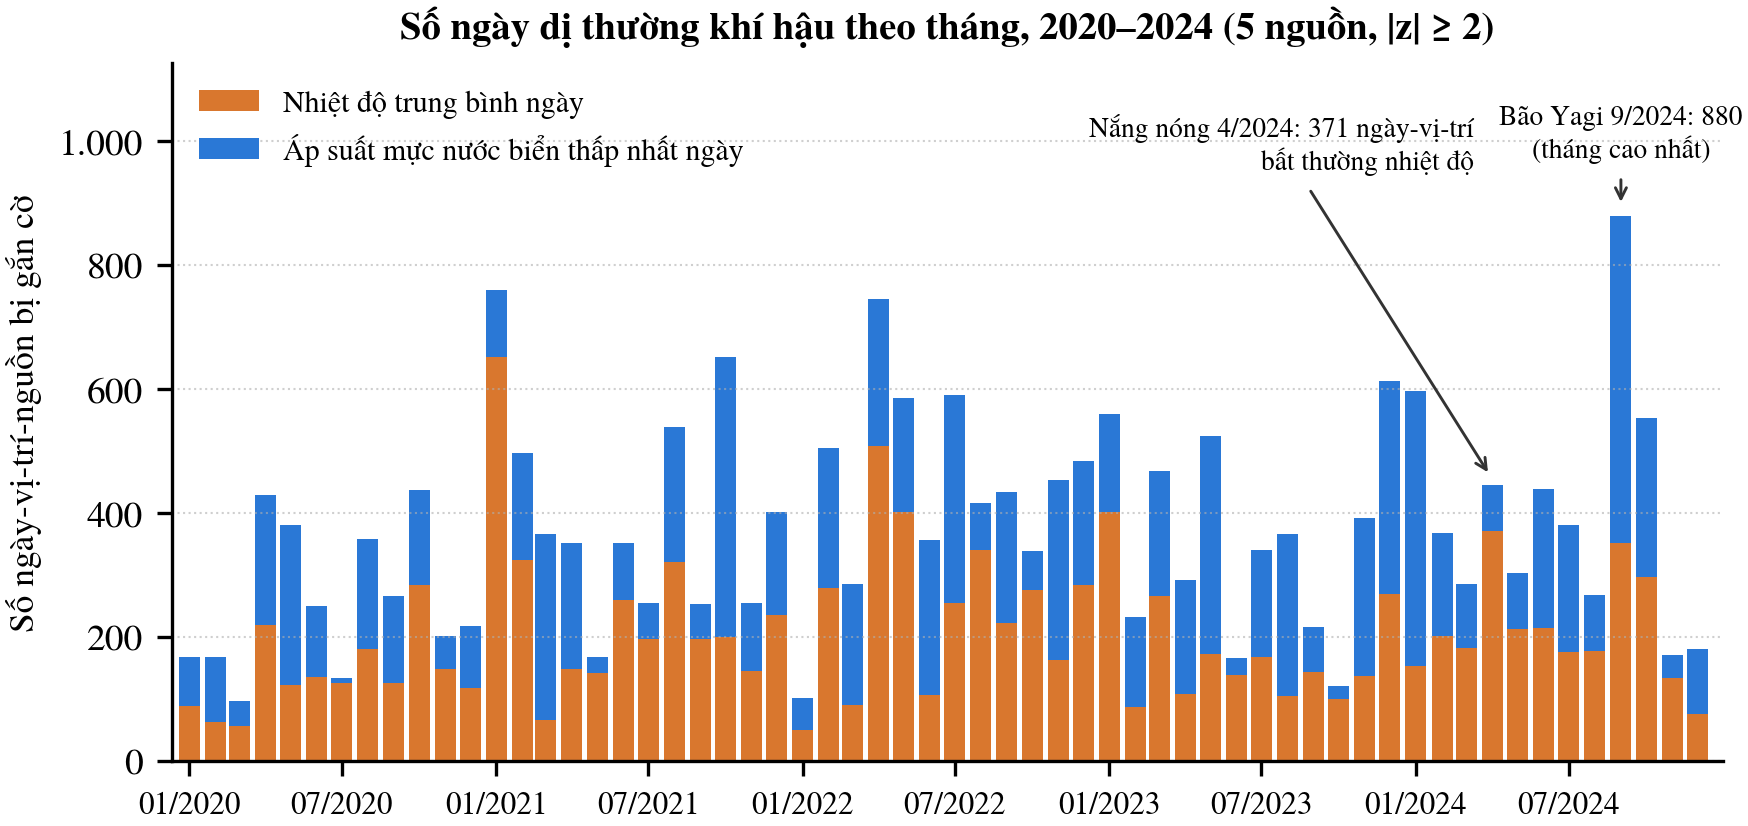 Số ngày dị thường khí hậu theo tháng, 2020–2024 (5 nguồn, |z| ≥ 2)
Nhiệt độ trung bình ngày
Áp suất mực nước biển thấp nhất ngày
Nắng nóng 4/2024: 371 ngày-vị-trí
bất thường nhiệt độ
Bão Yagi 9/2024: 880
(tháng cao nhất)
Số ngày-vị-trí-nguồn bị gắn cờ
1.000
800
600
400
200
0
01/2020
07/2020
01/2021
07/2021
01/2022
07/2022
01/2023
07/2023
01/2024
07/2024